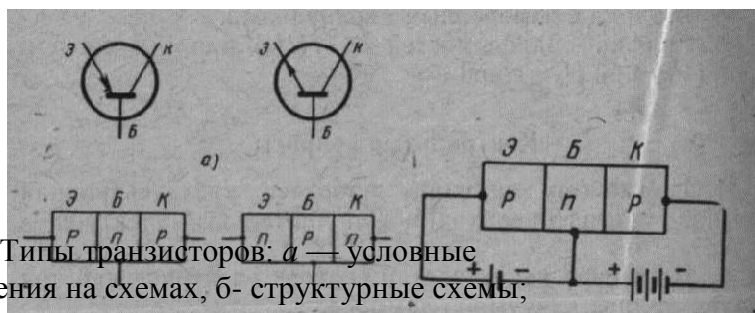 Э К Э К
Б Б
а)
Э Б К Э Б К Э Б К
Р П Р П Р П Р П Р
Типы транзисторов: а — условные
ения на схемах, б- структурные схемы;
+ - + -